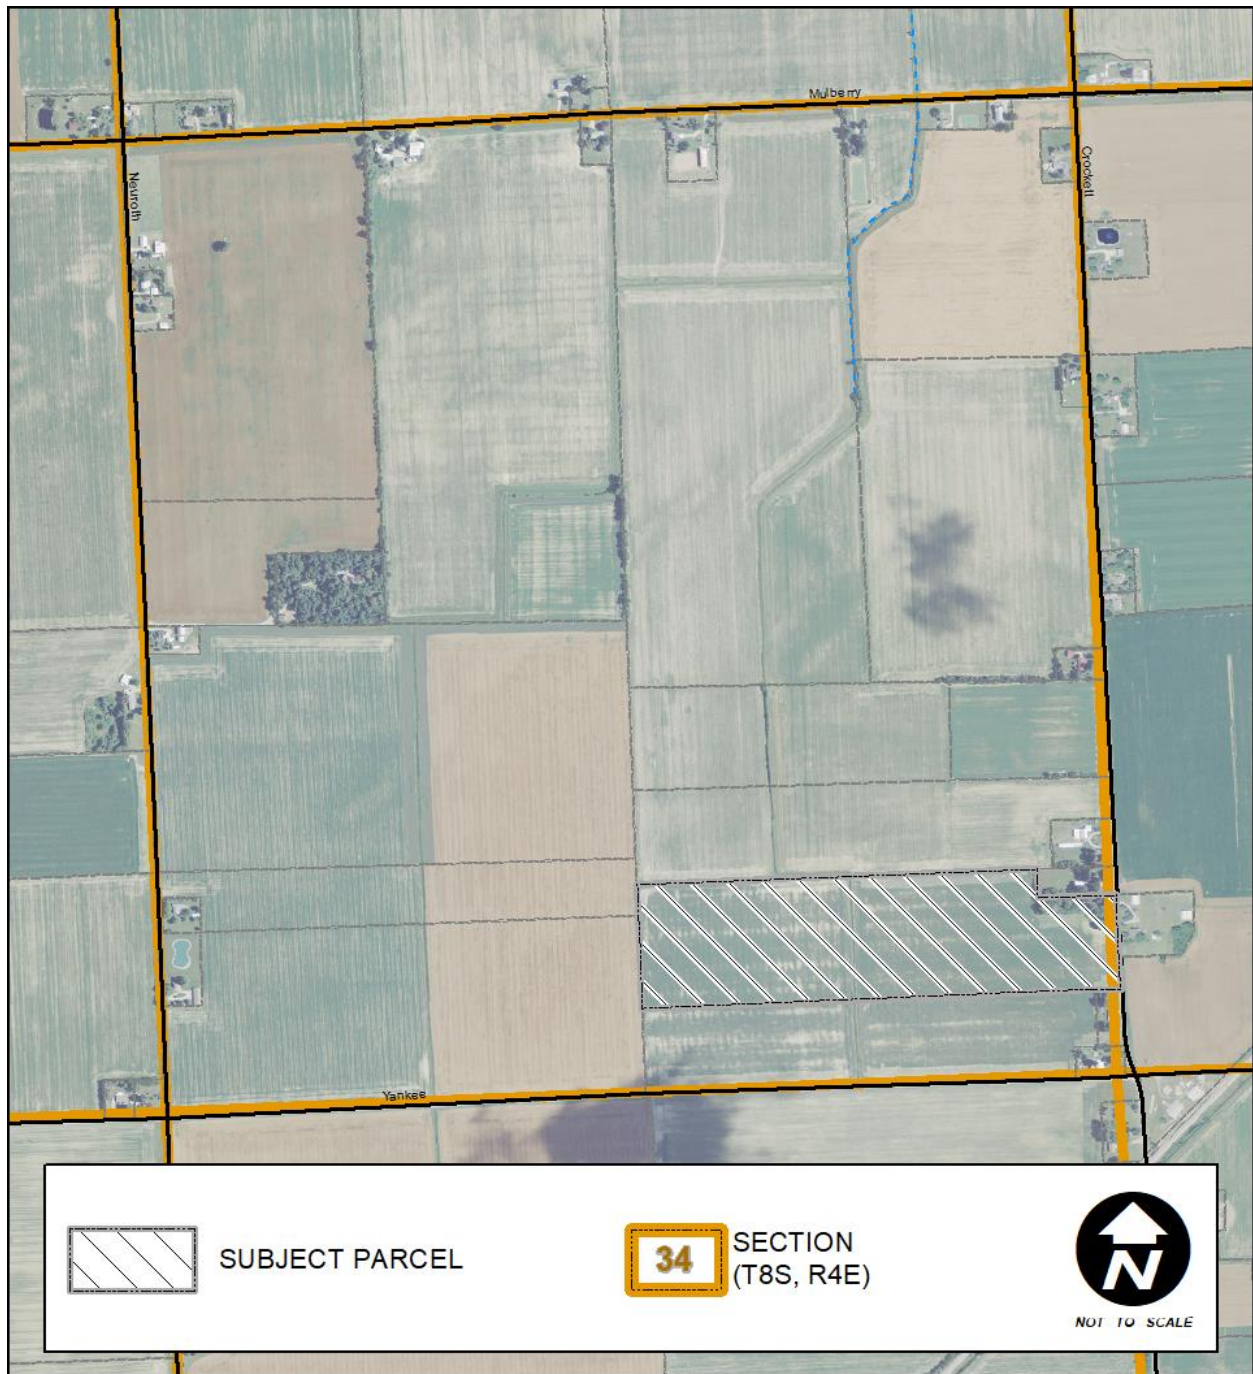 Mulberry
Neuroth
Crockett
Yankee
SUBJECT PARCEL
34
SECTION
(T8S, R4E)
N
NOT TO SCALE